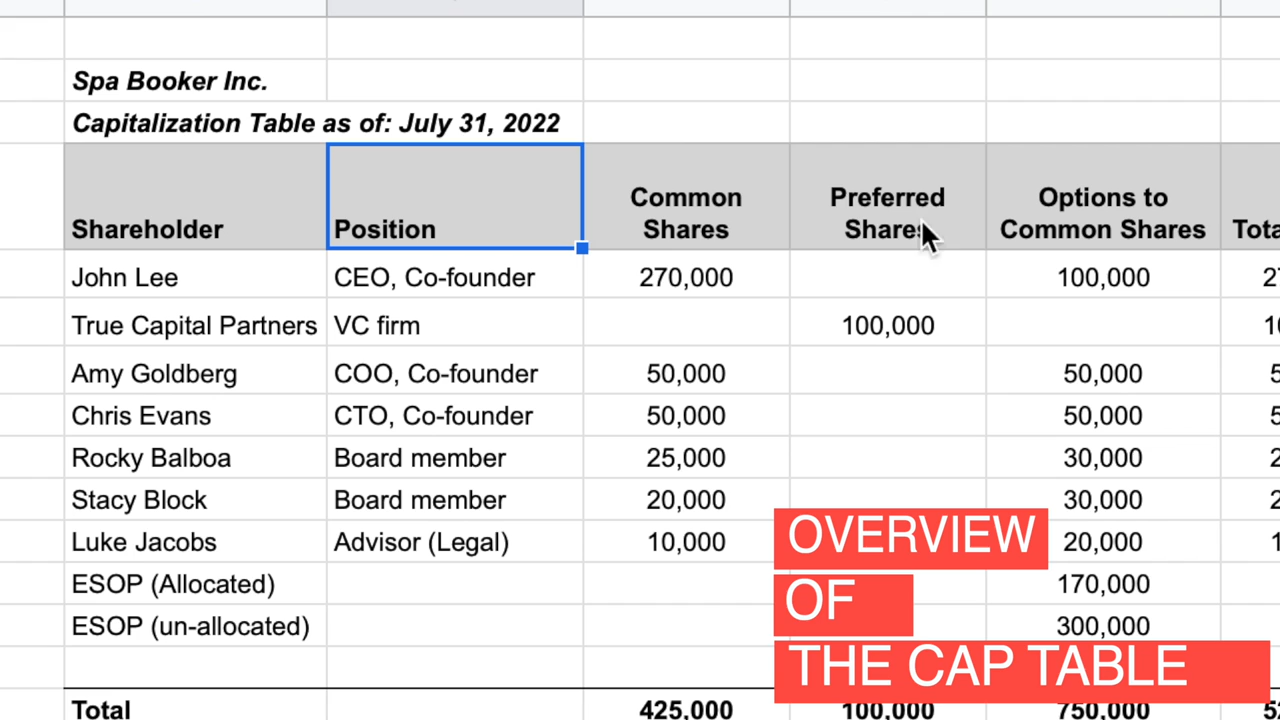 Spa Booker Inc.
Capitalization Table as of: July 31, 2022
Shareholder Position Common Shares Preferred Shares Options to Common Shares
John Lee CEO, Co-founder 270,000 100,000
True Capital Partners VC firm 100,000
Amy Goldberg COO, Co-founder 50,000 50,000
Chris Evans CTO, Co-founder 50,000 50,000
Rocky Balboa Board member 25,000 30,000
Stacy Block Board member 20,000 30,000
Luke Jacobs Advisor (Legal) 10,000 20,000
ESOP (Allocated) 170,000
ESOP (un-allocated) 300,000
Total 425,000 100,000 750,000
OVERVIEW
OF
THE CAP TABLE